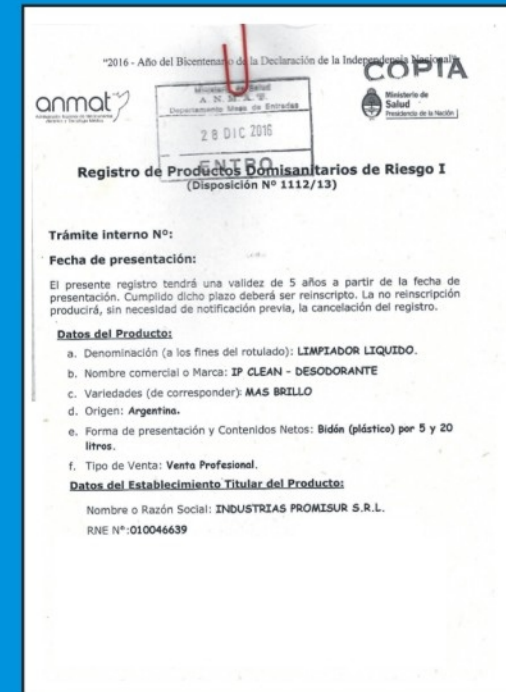 "2016 - Año del Bicentenario de la Declaración de la Independencia Nacional"
COPIA
anmat
Ministerio de Salud
A. N. M. A. T.
Departamento Mesa de Entradas
28 DIC 2016
ENTRO
Ministerio de
Salud
Presidencia de la Nación
Registro de Productos Domisanitarios de Riesgo I
(Disposición Nº 1112/13)
Trámite interno Nº:
Fecha de presentación:
El presente registro tendrá una validez de 5 años a partir de la fecha de
presentación. Cumplido dicho plazo deberá ser reinscripto. La no reinscripción
producirá, sin necesidad de notificación previa, la cancelación del registro.
Datos del Producto:
a. Denominación (a los fines del rotulado): LIMPIADOR LIQUIDO.
b. Nombre comercial o Marca: IP CLEAN - DESODORANTE
c. Variedades (de corresponder): MAS BRILLO
d. Origen: Argentina.
e. Forma de presentación y Contenidos Netos: Bidón (plástico) por 5 y 20
litros.
f. Tipo de Venta: Venta Profesional.
Datos del Establecimiento Titular del Producto:
Nombre o Razón Social: INDUSTRIAS PROMISUR S.R.L.
RNE Nº:010046639